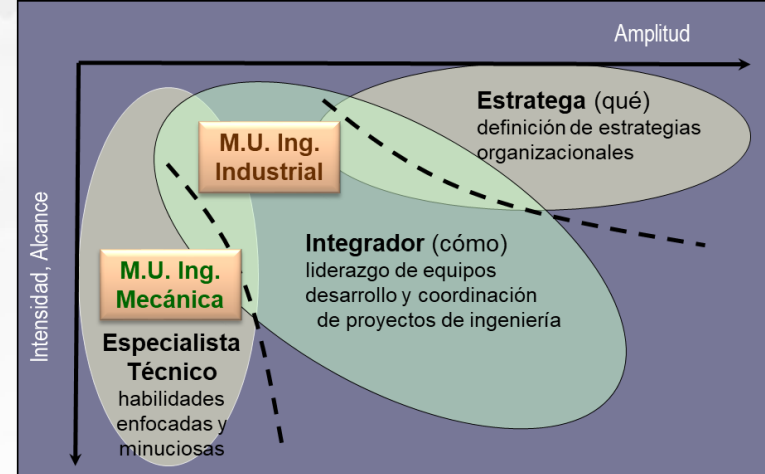 Amplitud
Intensidad, Alcance
Estratega (qué)
definición de estrategias
organizacionales
M.U. Ing.
Industrial
Integrador (cómo)
liderazgo de equipos
desarrollo y coordinación
de proyectos de ingeniería
M.U. Ing.
Mecánica
Especialista
Técnico
habilidades
enfocadas y
minuciosas